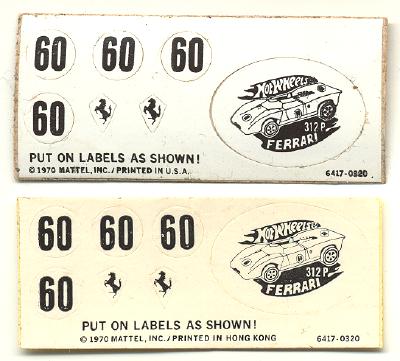 60 60 60
60
Hot Wheels
312 P
FERRARI
PUT ON LABELS AS SHOWN!
© 1970 MATTEL, INC./PRINTED IN U.S.A.
6417-0320
60 60 60
60
Hot Wheels
312 P
FERRARI
PUT ON LABELS AS SHOWN!
© 1970 MATTEL, INC./PRINTED IN HONG KONG
6417-0320